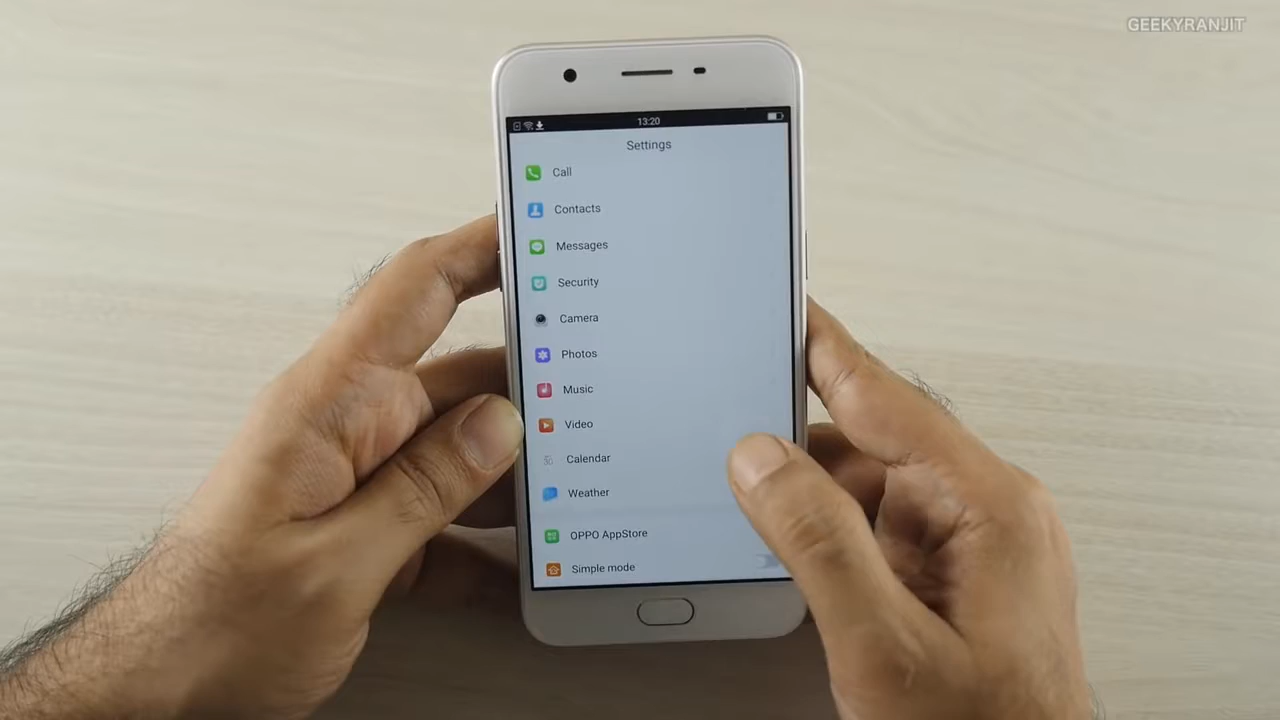 GEEKYRANJIT
13:20
Settings
Call
Contacts
Messages
Security
Camera
Photos
Music
Video
Calendar
Weather
OPPO AppStore
Simple mode